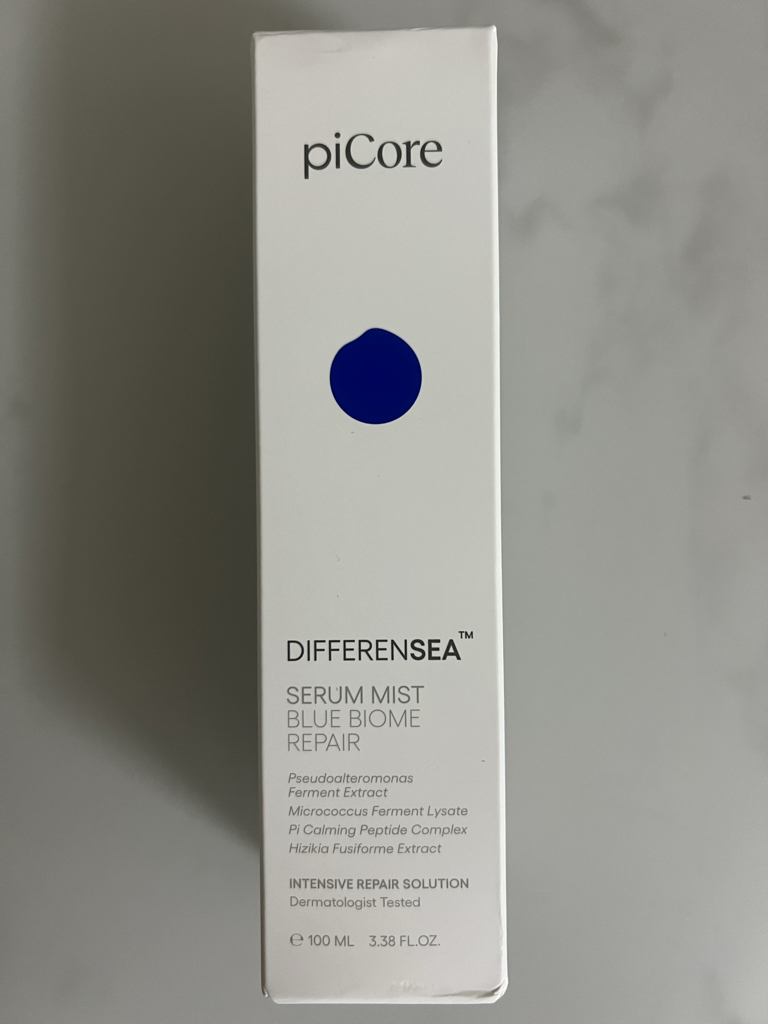 piCore
DIFFERENSEA™
SERUM MIST
BLUE BIOME
REPAIR
Pseudoalteromonas
Ferment Extract
Micrococcus Ferment Lysate
Pi Calming Peptide Complex
Hizikia Fusiforme Extract
INTENSIVE REPAIR SOLUTION
Dermatologist Tested
℮ 100 ML 3.38 FL.OZ.